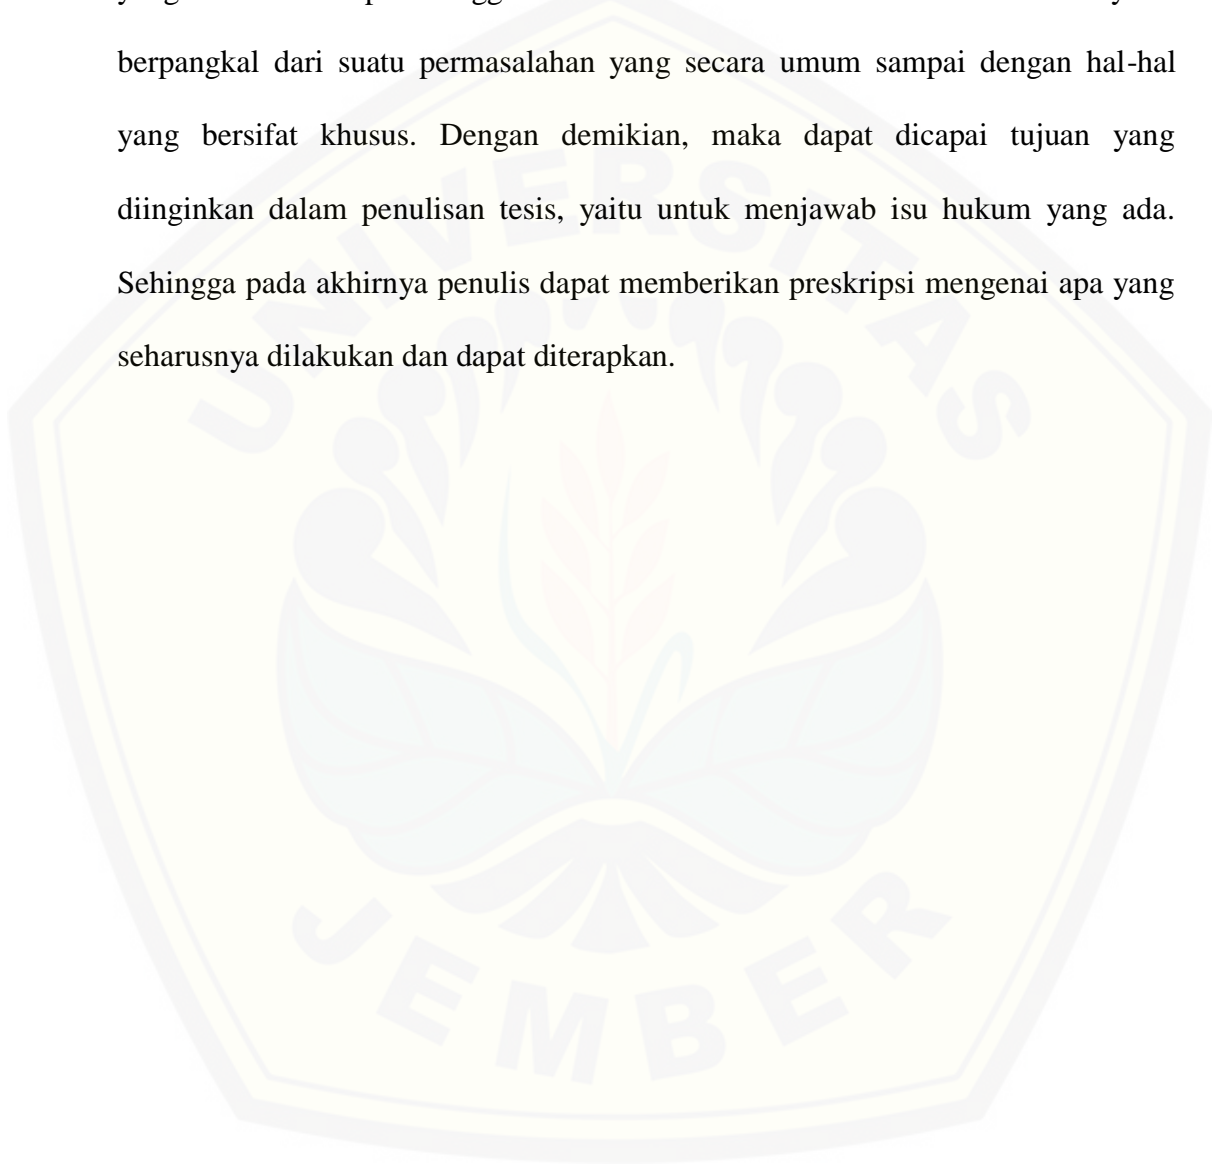 berpangkal dari suatu permasalahan yang secara umum sampai dengan hal-hal
yang bersifat khusus. Dengan demikian, maka dapat dicapai tujuan yang
diinginkan dalam penulisan tesis, yaitu untuk menjawab isu hukum yang ada.
Sehingga pada akhirnya penulis dapat memberikan preskripsi mengenai apa yang
seharusnya dilakukan dan dapat diterapkan.
UNIVERSITAS
JEMBER